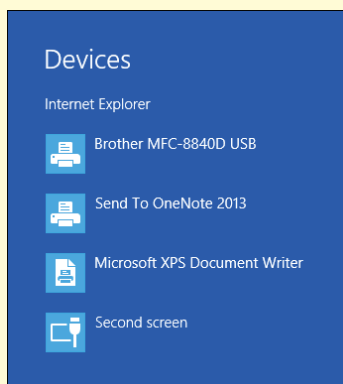 Devices
Internet Explorer
Brother MFC-8840D USB
Send To OneNote 2013
Microsoft XPS Document Writer
Second screen